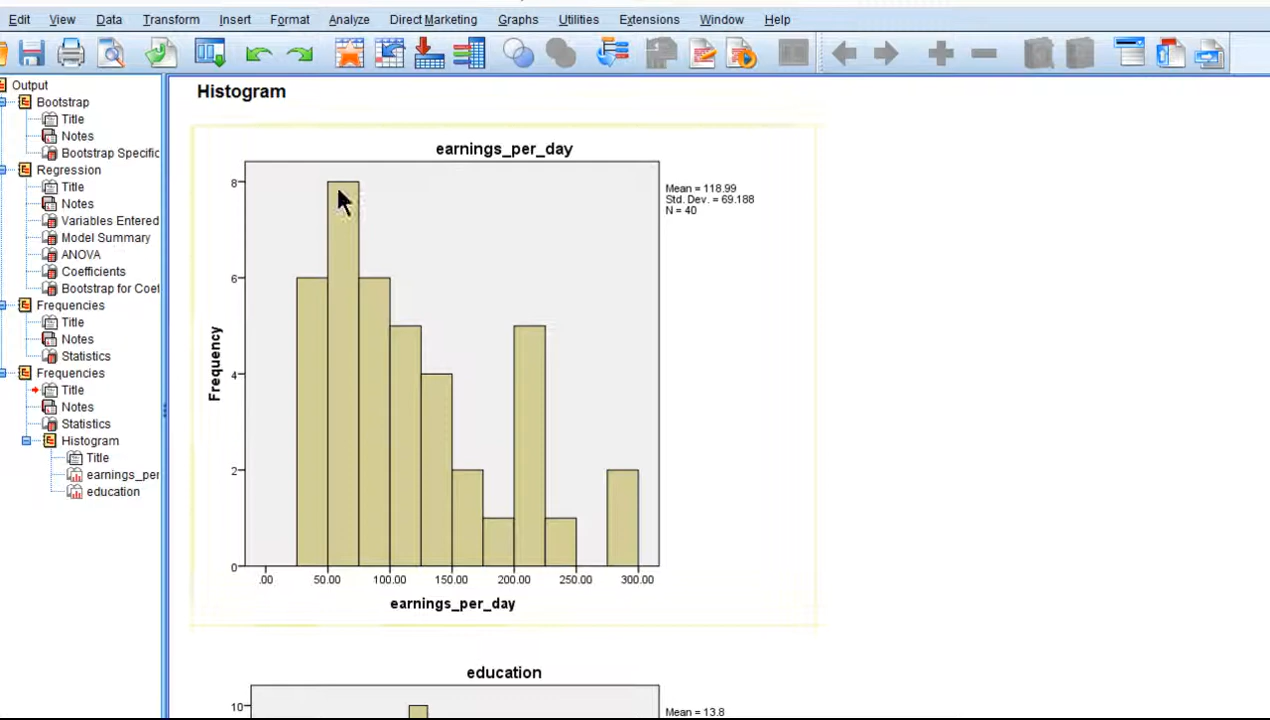 Edit View Data Transform Insert Format Analyze Direct Marketing Graphs Utilities Extensions Window Help
Output
Bootstrap
Title
Notes
Bootstrap Specific
Regression
Title
Notes
Variables Entered
Model Summary
ANOVA
Coefficients
Bootstrap for Coef
Frequencies
Title
Notes
Statistics
Frequencies
Title
Notes
Statistics
Histogram
Title
earnings_per
education
Histogram
earnings_per_day
Mean = 118.99
Std. Dev. = 69.188
N = 40
8
6
4
2
0
Frequency
.00 50.00 100.00 150.00 200.00 250.00 300.00
earnings_per_day
education
10
Mean = 13.8